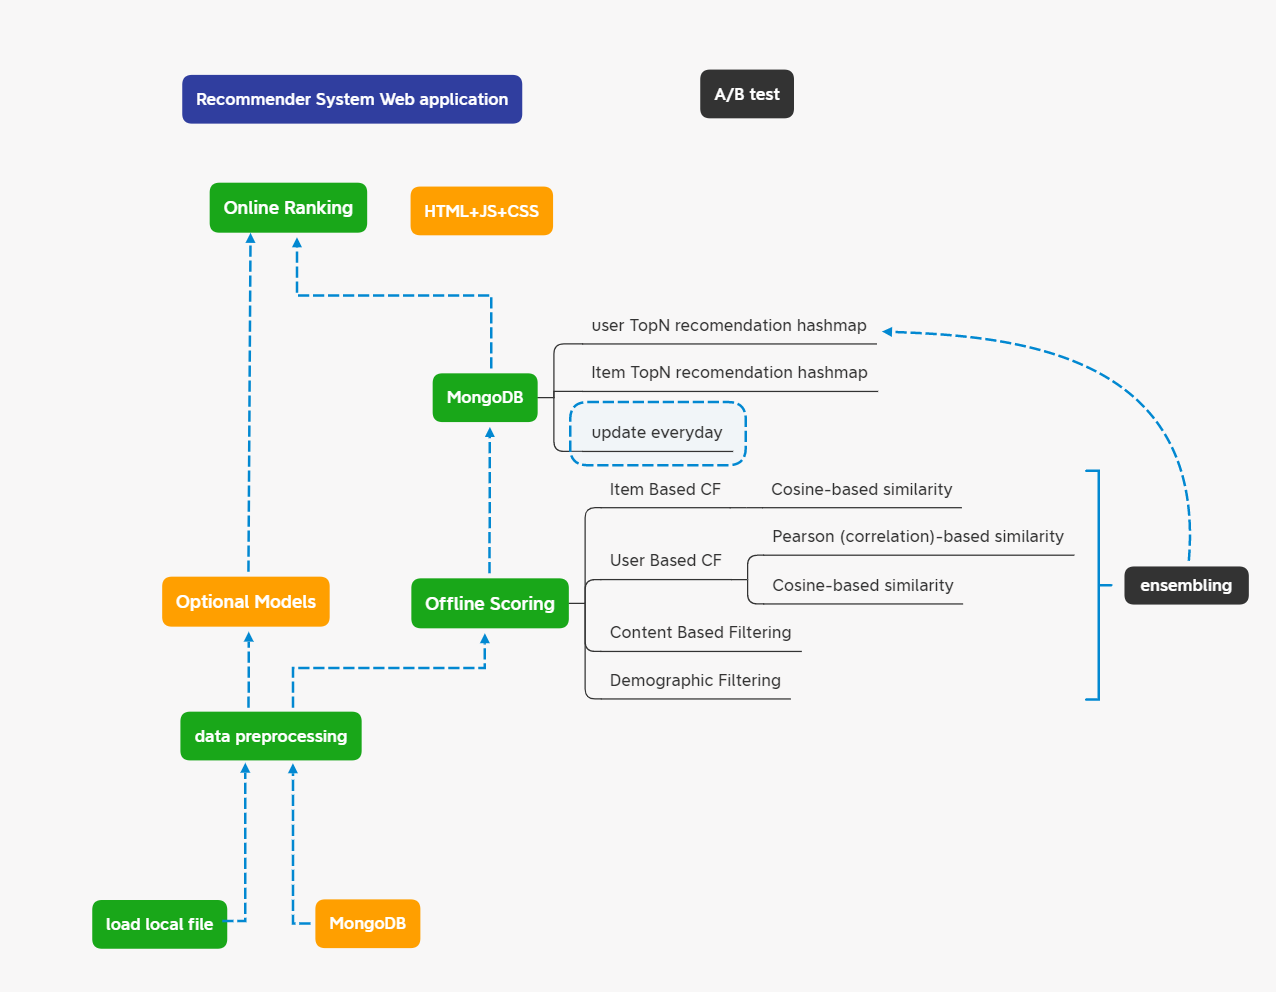 Recommender System Web application
A/B test
Online Ranking
HTML+JS+CSS
user TopN recomendation hashmap
Item TopN recomendation hashmap
MongoDB
update everyday
Item Based CF
Cosine-based similarity
Pearson (correlation)-based similarity
User Based CF
Cosine-based similarity
ensembling
Optional Models
Offline Scoring
Content Based Filtering
Demographic Filtering
data preprocessing
load local file
MongoDB